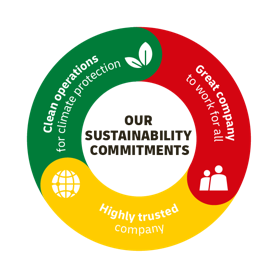 Clean operations
for climate protection
Great company
to work for all
OUR
SUSTAINABILITY
COMMITMENTS
Highly trusted
company